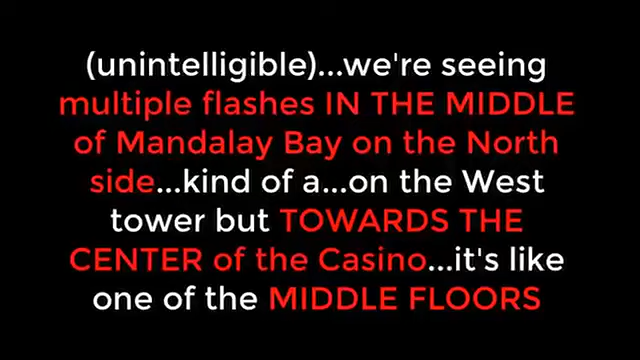 (unintelligible)...we're seeing
multiple flashes IN THE MIDDLE
of Mandalay Bay on the North
side...kind of a...on the West
tower but TOWARDS THE
CENTER of the Casino...it's like
one of the MIDDLE FLOORS